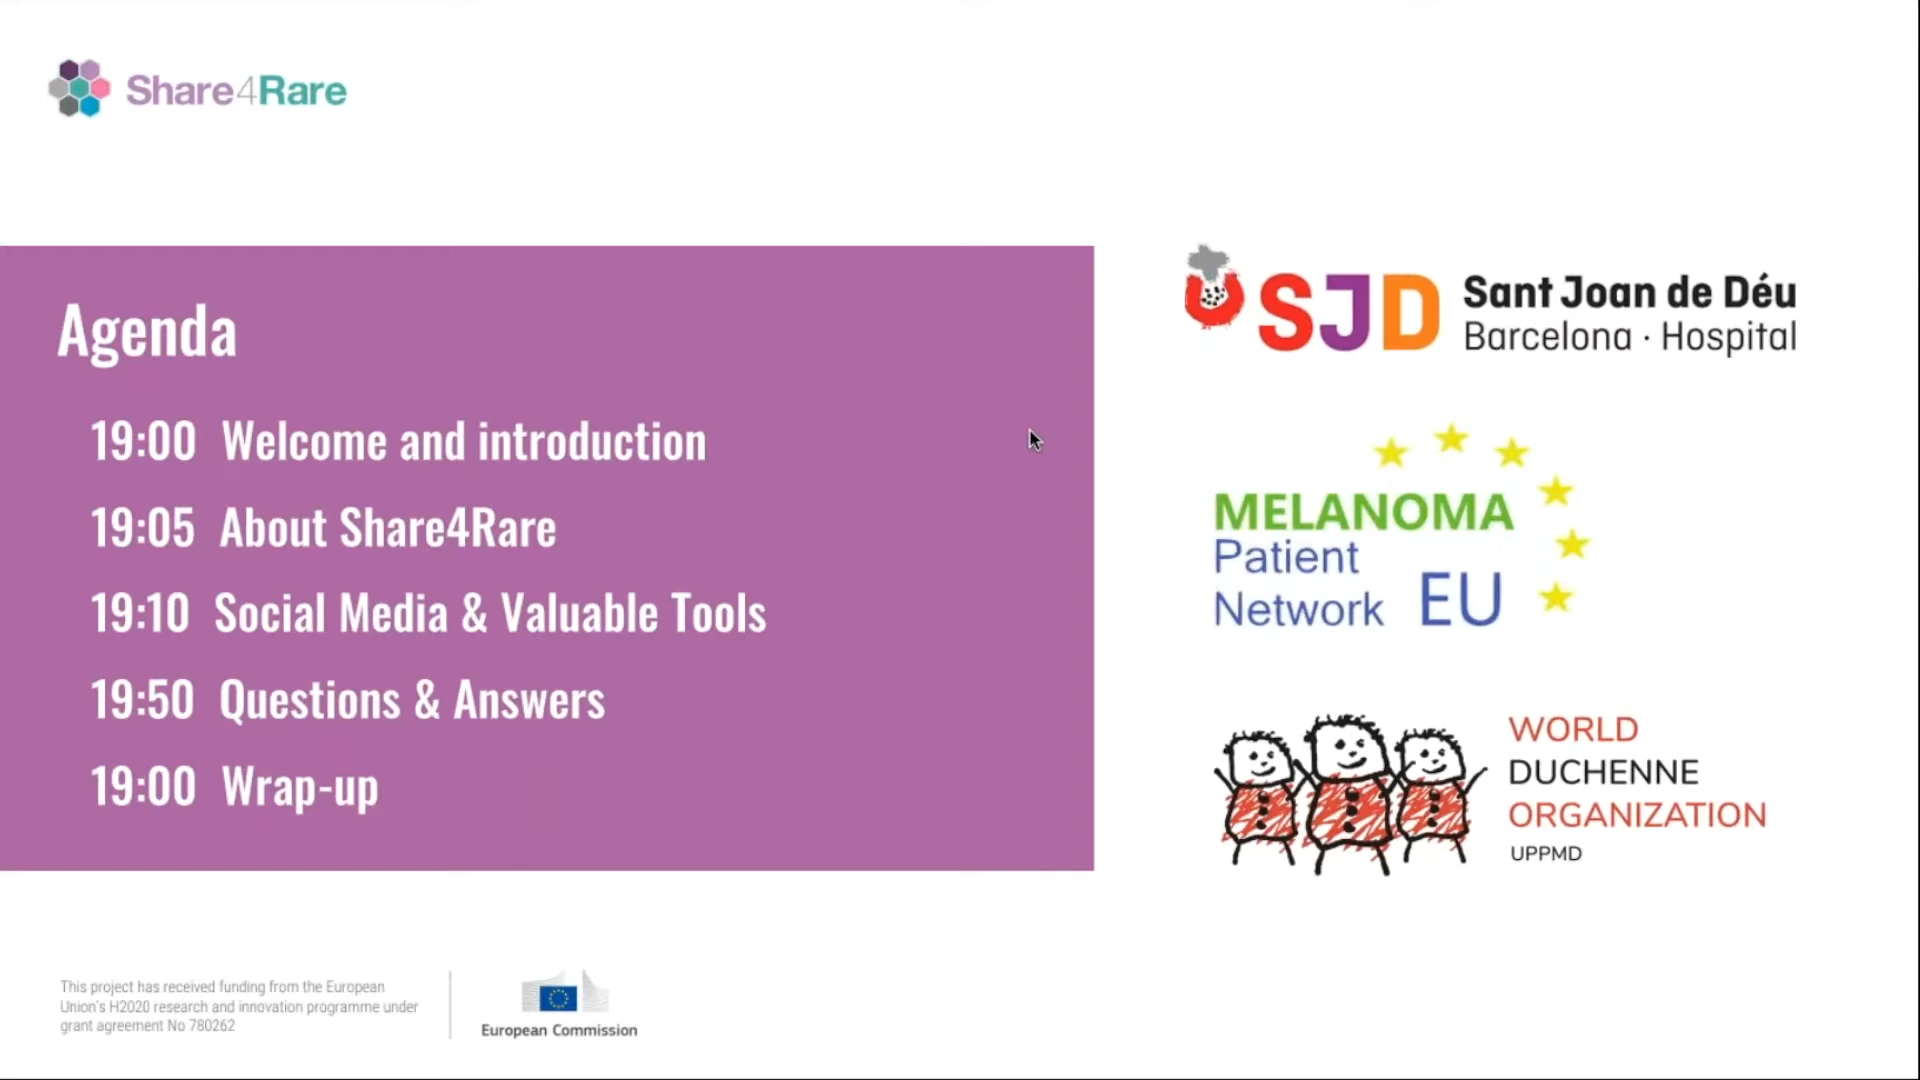 Share4Rare
Agenda
19:00 Welcome and introduction
19:05 About Share4Rare
19:10 Social Media & Valuable Tools
19:50 Questions & Answers
19:00 Wrap-up
SJD Sant Joan de Déu
Barcelona · Hospital
MELANOMA
Patient
Network EU
WORLD
DUCHENNE
ORGANIZATION
UPPMD
This project has received funding from the European
Union's H2020 research and innovation programme under
grant agreement No 780262
European Commission